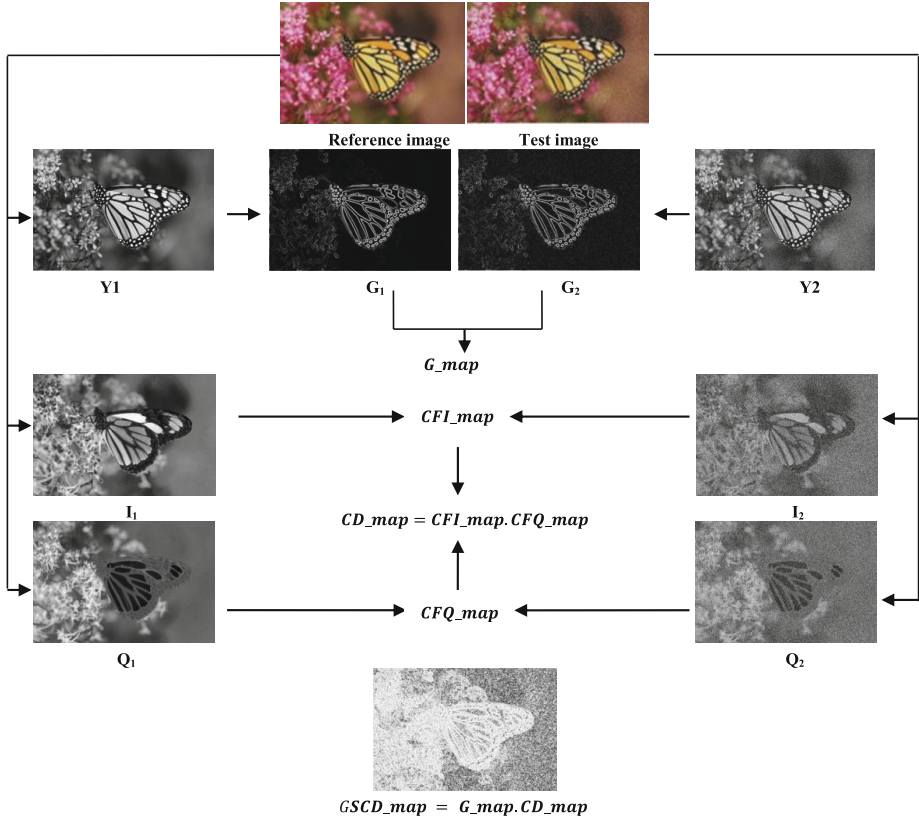 Reference image Test image
Y1 G₁ G₂ Y2
G_map
CFI_map
I₁ I₂
CD_map = CFI_map.CFQ_map
CFQ_map
Q₁ Q₂
GSCD_map = G_map.CD_map